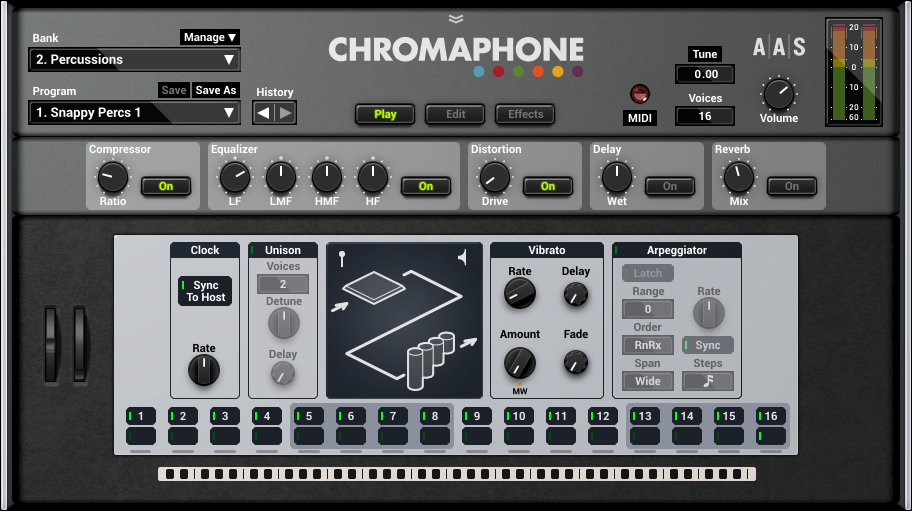 Bank
Manage ▼
2. Percussions
Program
Save
Save As
1. Snappy Percs 1
History
CHROMAPHONE
Play
Edit
Effects
MIDI
Tune
0.00
Voices
16
A|A|S
Volume
20
10
0
10
20
60
Compressor
Ratio
On
Equalizer
LF
LMF
HMF
HF
On
Distortion
Drive
On
Delay
Wet
On
Reverb
Mix
On
Clock
Sync
To Host
Rate
Unison
Voices
2
Detune
Delay
Vibrato
Rate
Delay
Amount
Fade
MW
Arpeggiator
Latch
Range
0
Rate
Order
RnRx
Sync
Span
Wide
Steps
1 2 3 4 5 6 7 8 9 10 11 12 13 14 15 16